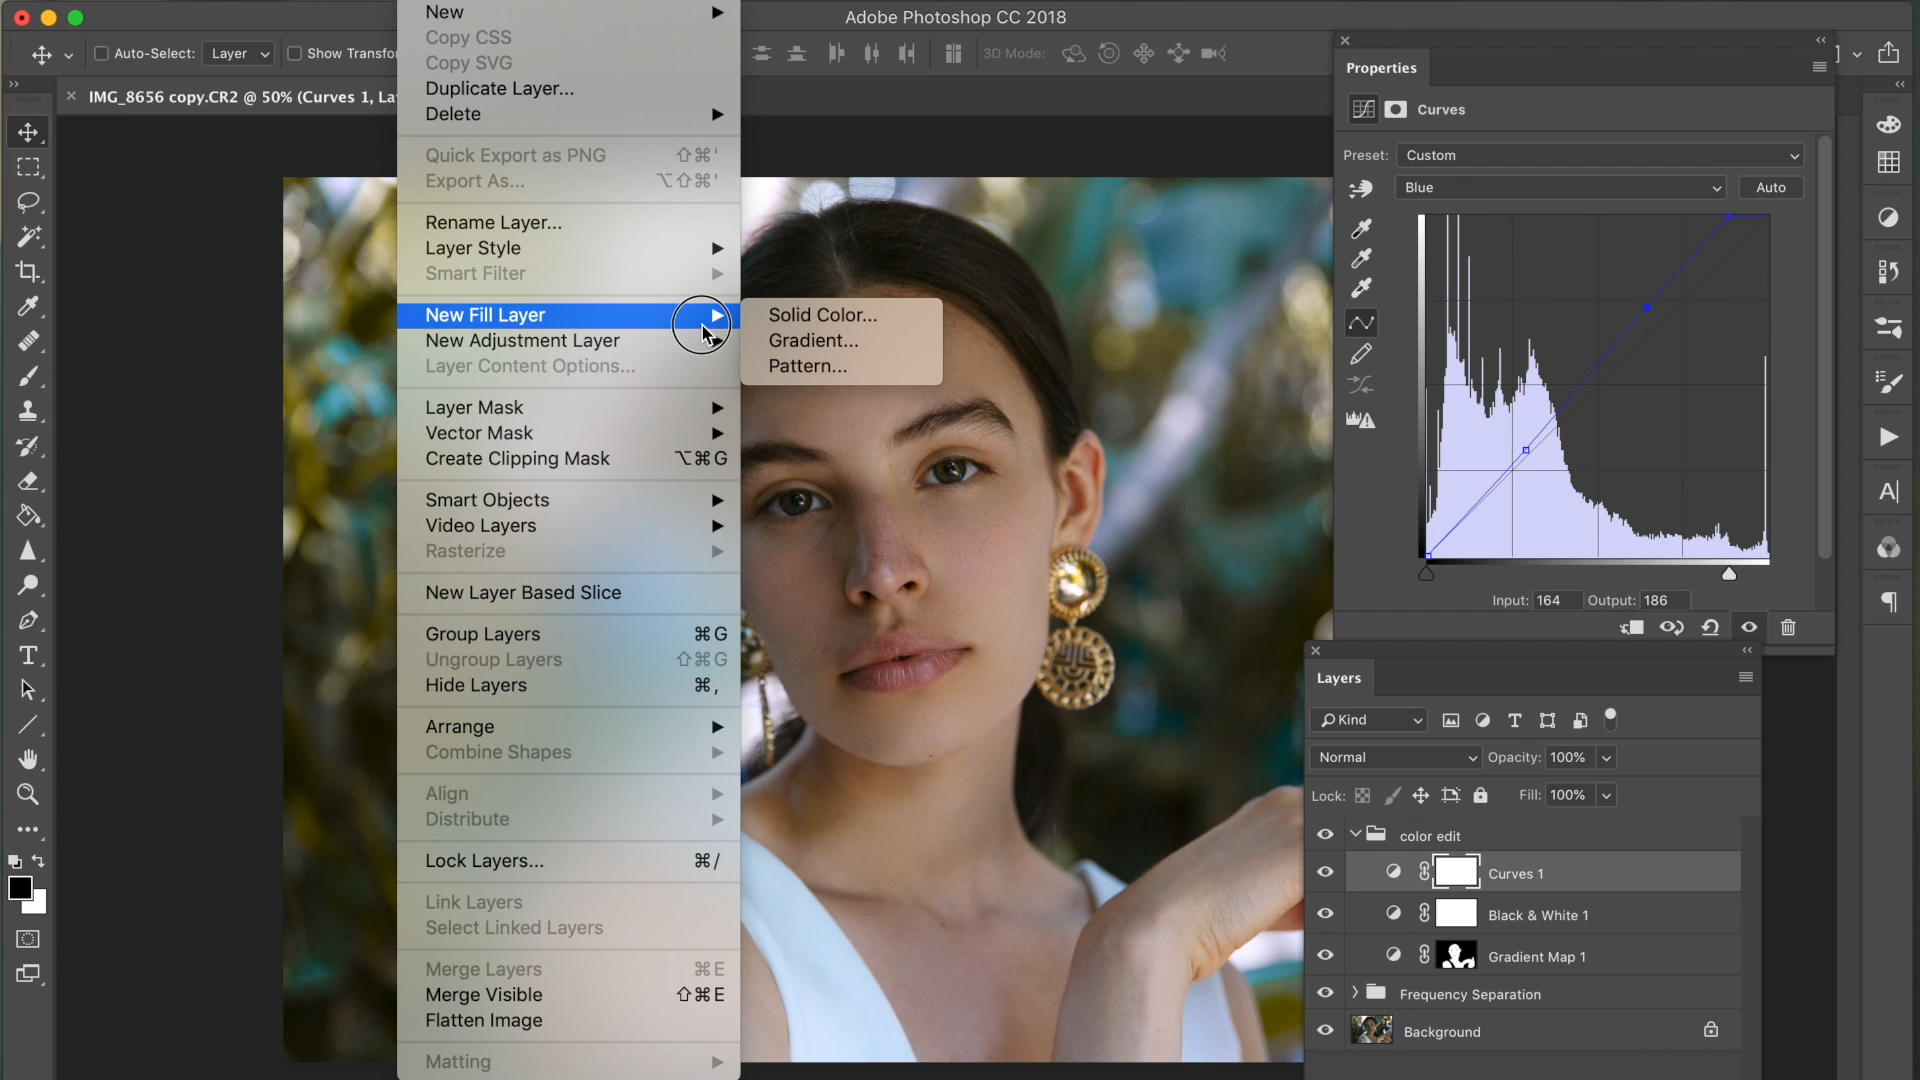 Adobe Photoshop CC 2018
Auto-Select:
Layer
Show Transfo
3D Mode:
IMG_8656 copy.CR2 @ 50% (Curves 1, La
New
Copy CSS
Copy SVG
Duplicate Layer...
Delete
Quick Export as PNG ⇧⌘'
Export As... ⌥⇧⌘'
Rename Layer...
Layer Style
Smart Filter
New Fill Layer
New Adjustment Layer
Layer Content Options...
Layer Mask
Vector Mask
Create Clipping Mask ⌥⌘G
Smart Objects
Video Layers
Rasterize
New Layer Based Slice
Group Layers ⌘G
Ungroup Layers ⇧⌘G
Hide Layers ⌘,
Arrange
Combine Shapes
Align
Distribute
Lock Layers... ⌘/
Link Layers
Select Linked Layers
Merge Layers ⌘E
Merge Visible ⇧⌘E
Flatten Image
Matting
Solid Color...
Gradient...
Pattern...
Properties
Curves
Preset: Custom
Blue
Auto
Input: 164 Output: 186
Layers
Kind
Normal Opacity: 100%
Lock: Fill: 100%
color edit
Curves 1
Black & White 1
Gradient Map 1
Frequency Separation
Background